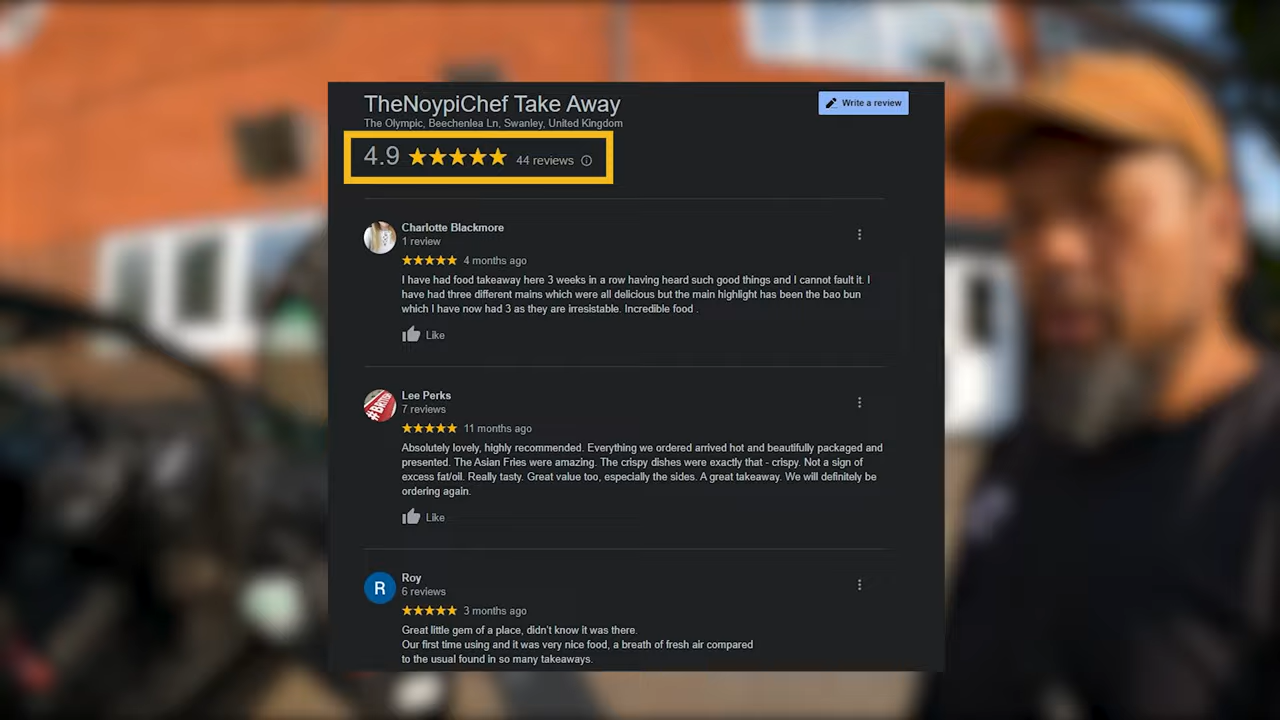 TheNoypiChef Take Away
Write a review
The Olympic, Beechenlea Ln, Swanley, United Kingdom
4.9 44 reviews
Charlotte Blackmore
1 review
4 months ago
I have had food takeaway here 3 weeks in a row having heard such good things and I cannot fault it. I
have had three different mains which were all delicious but the main highlight has been the bao bun
which I have now had 3 as they are irresistable. Incredible food .
Like
#BRITISH
Lee Perks
7 reviews
11 months ago
Absolutely lovely, highly recommended. Everything we ordered arrived hot and beautifully packaged and
presented. The Asian Fries were amazing. The crispy dishes were exactly that - crispy. Not a sign of
excess fat/oil. Really tasty. Great value too, especially the sides. A great takeaway. We will definitely be
ordering again.
Like
R
Roy
6 reviews
3 months ago
Great little gem of a place, didn't know it was there.
Our first time using and it was very nice food, a breath of fresh air compared
to the usual found in so many takeaways.